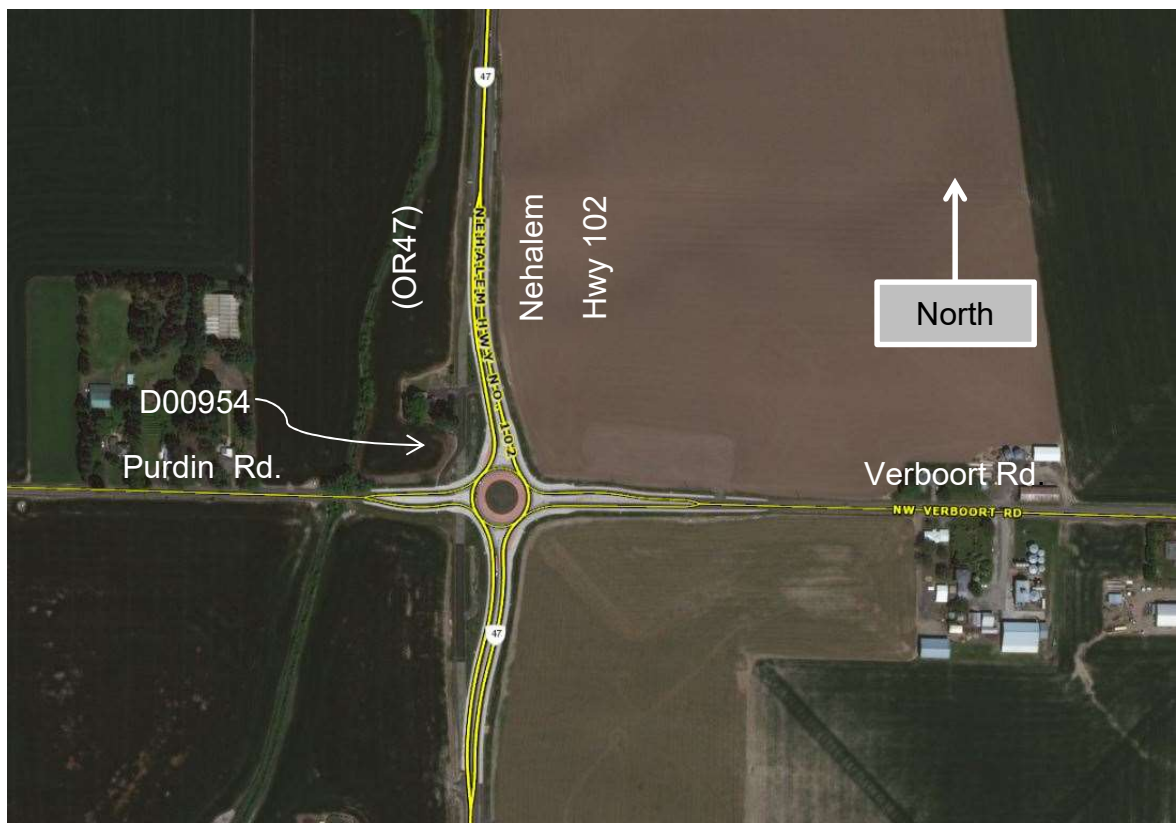 47
(OR47)
Nehalem
Hwy 102
NEHALEM HWY NO. 102
North
D00954
Purdin Rd.
Verboort Rd.
NW VERBOORT RD
47